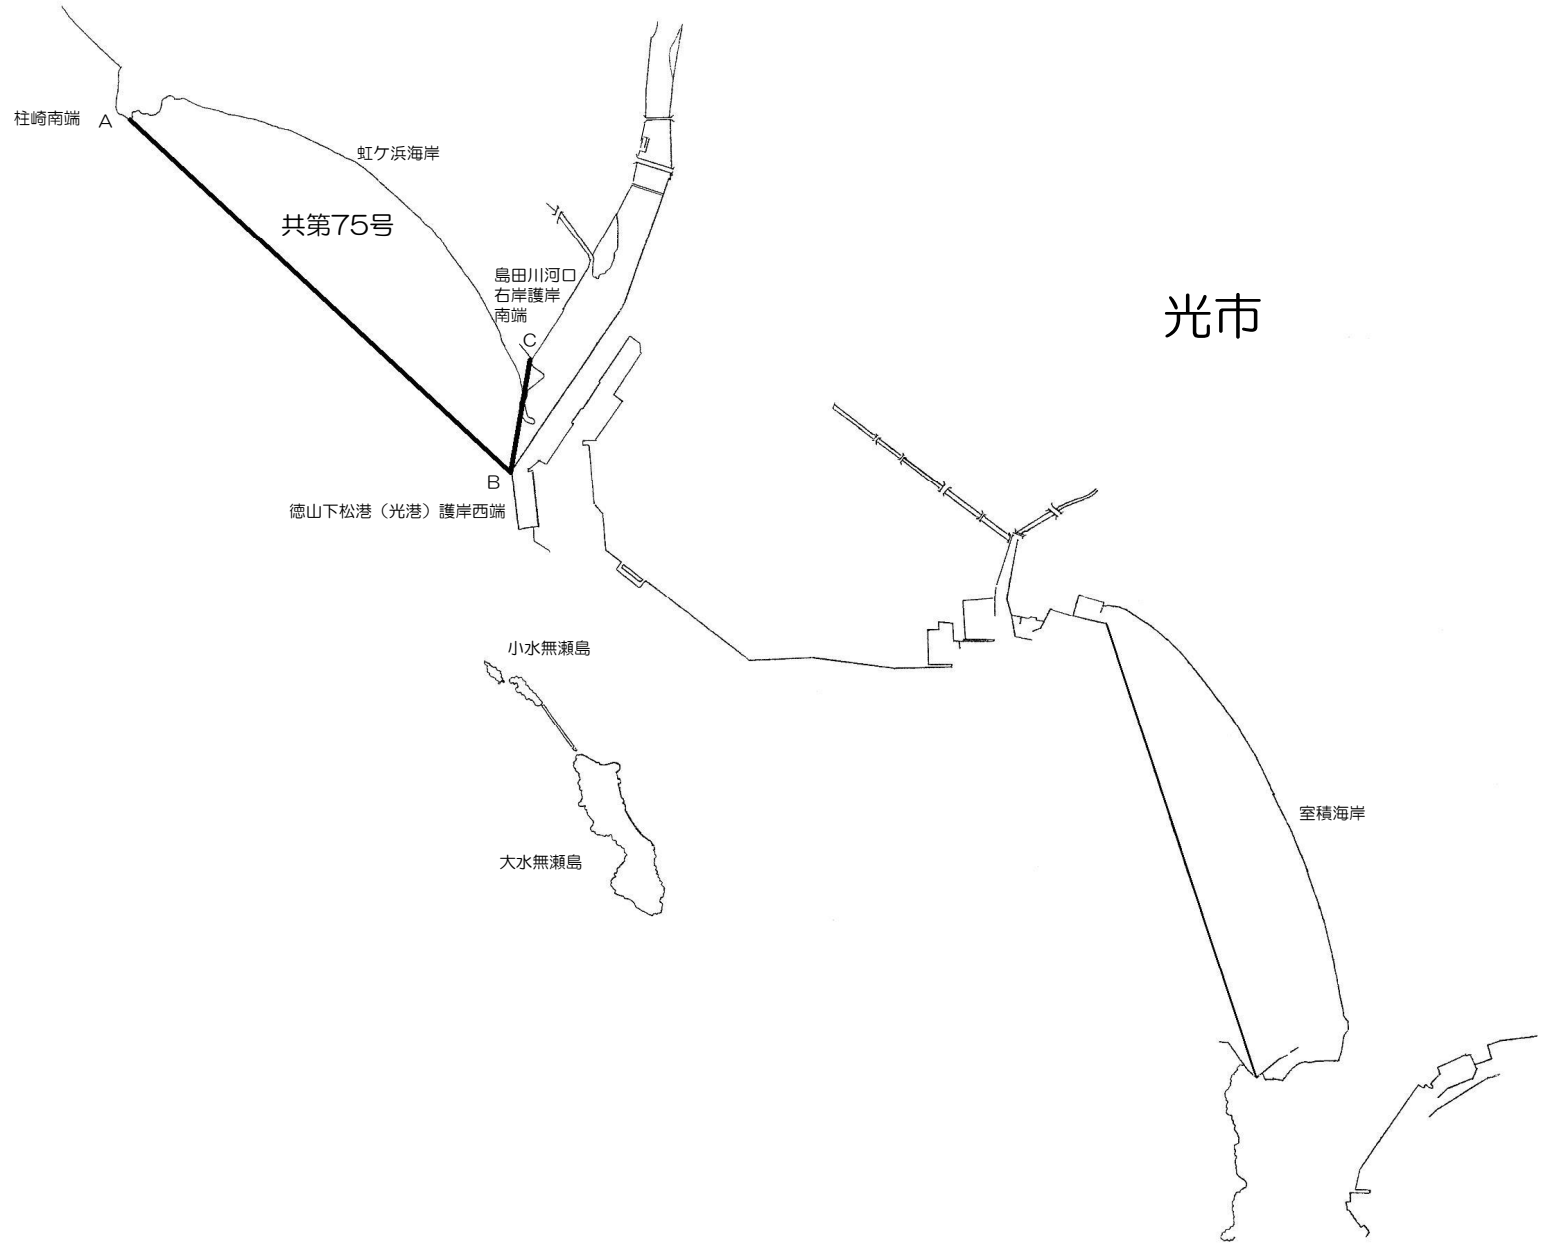 柱崎南端
A
虹ケ浜海岸
共第75号
島田川河口
右岸護岸
南端
C
光市
B
徳山下松港（光港）護岸西端
小水無瀬島
室積海岸
大水無瀬島